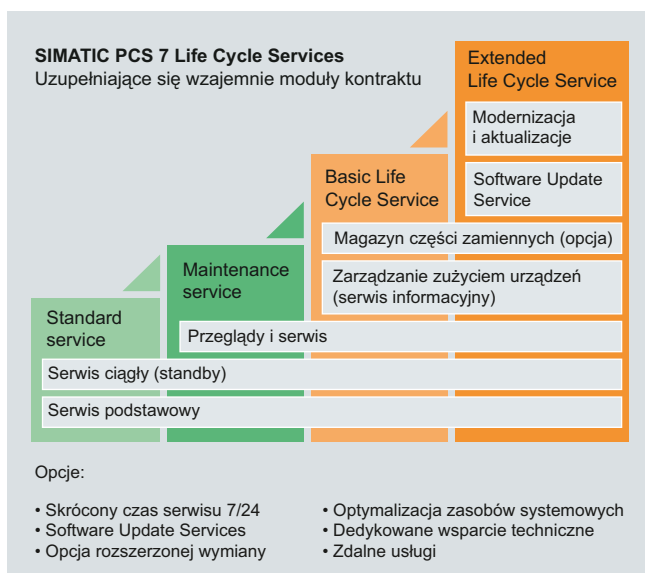 SIMATIC PCS 7 Life Cycle Services
Uzupełniające się wzajemnie moduły kontraktu
Extended
Life Cycle Service
Modernizacja
i aktualizacje
Software Update
Service
Basic Life
Cycle Service
Magazyn części zamiennych (opcja)
Zarządzanie zużyciem urządzeń
(serwis informacyjny)
Maintenance
service
Przeglądy i serwis
Standard
service
Serwis ciągły (standby)
Serwis podstawowy
Opcje:
• Skrócony czas serwisu 7/24
• Software Update Services
• Opcja rozszerzonej wymiany
• Optymalizacja zasobów systemowych
• Dedykowane wsparcie techniczne
• Zdalne usługi